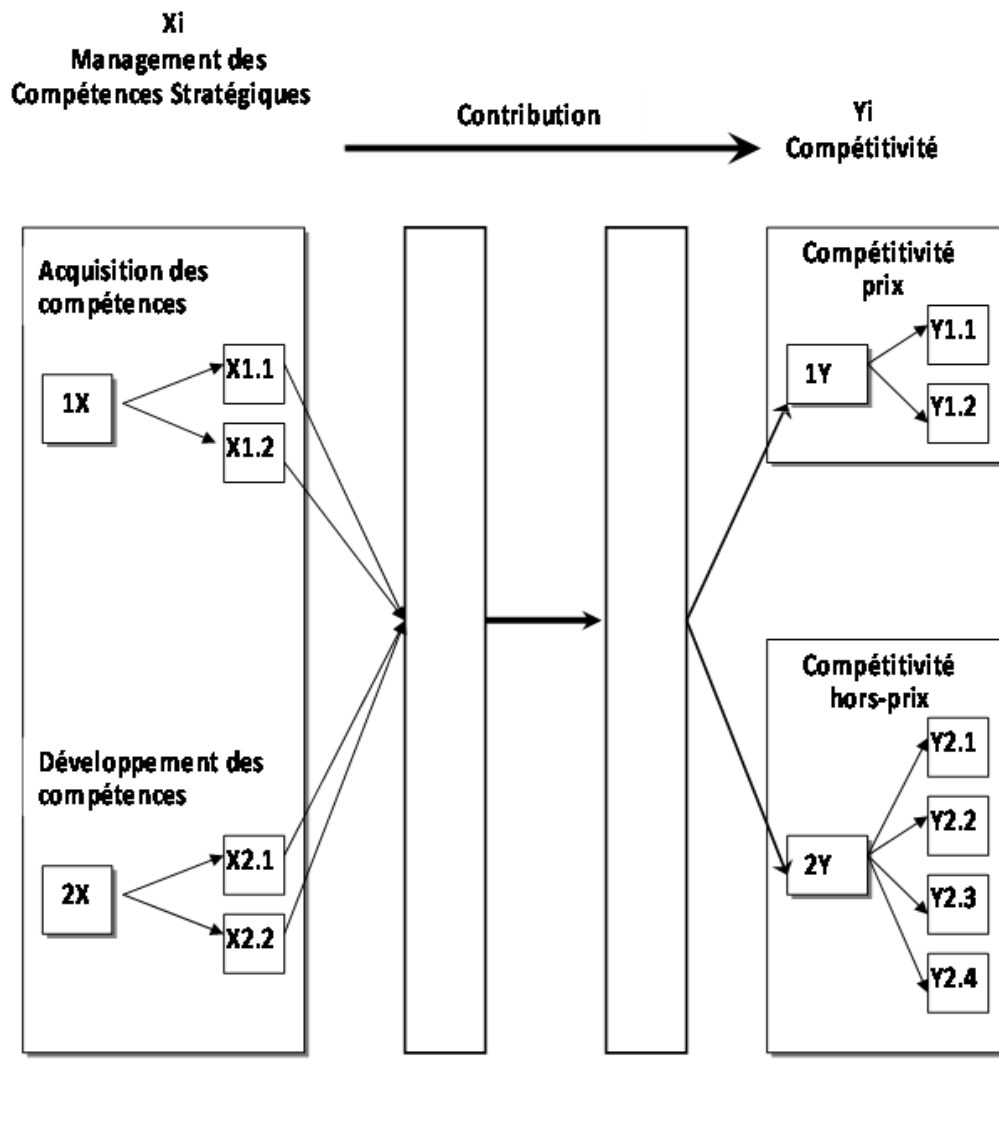 Xi
Management des
Compétences Stratégiques
Contribution
Yi
Compétitivité
Acquisition des
compétences
1X
X1.1
X1.2
Développement des
compétences
2X
X2.1
X2.2
Compétitivité
prix
1Y
Y1.1
Y1.2
Compétitivité
hors-prix
2Y
Y2.1
Y2.2
Y2.3
Y2.4